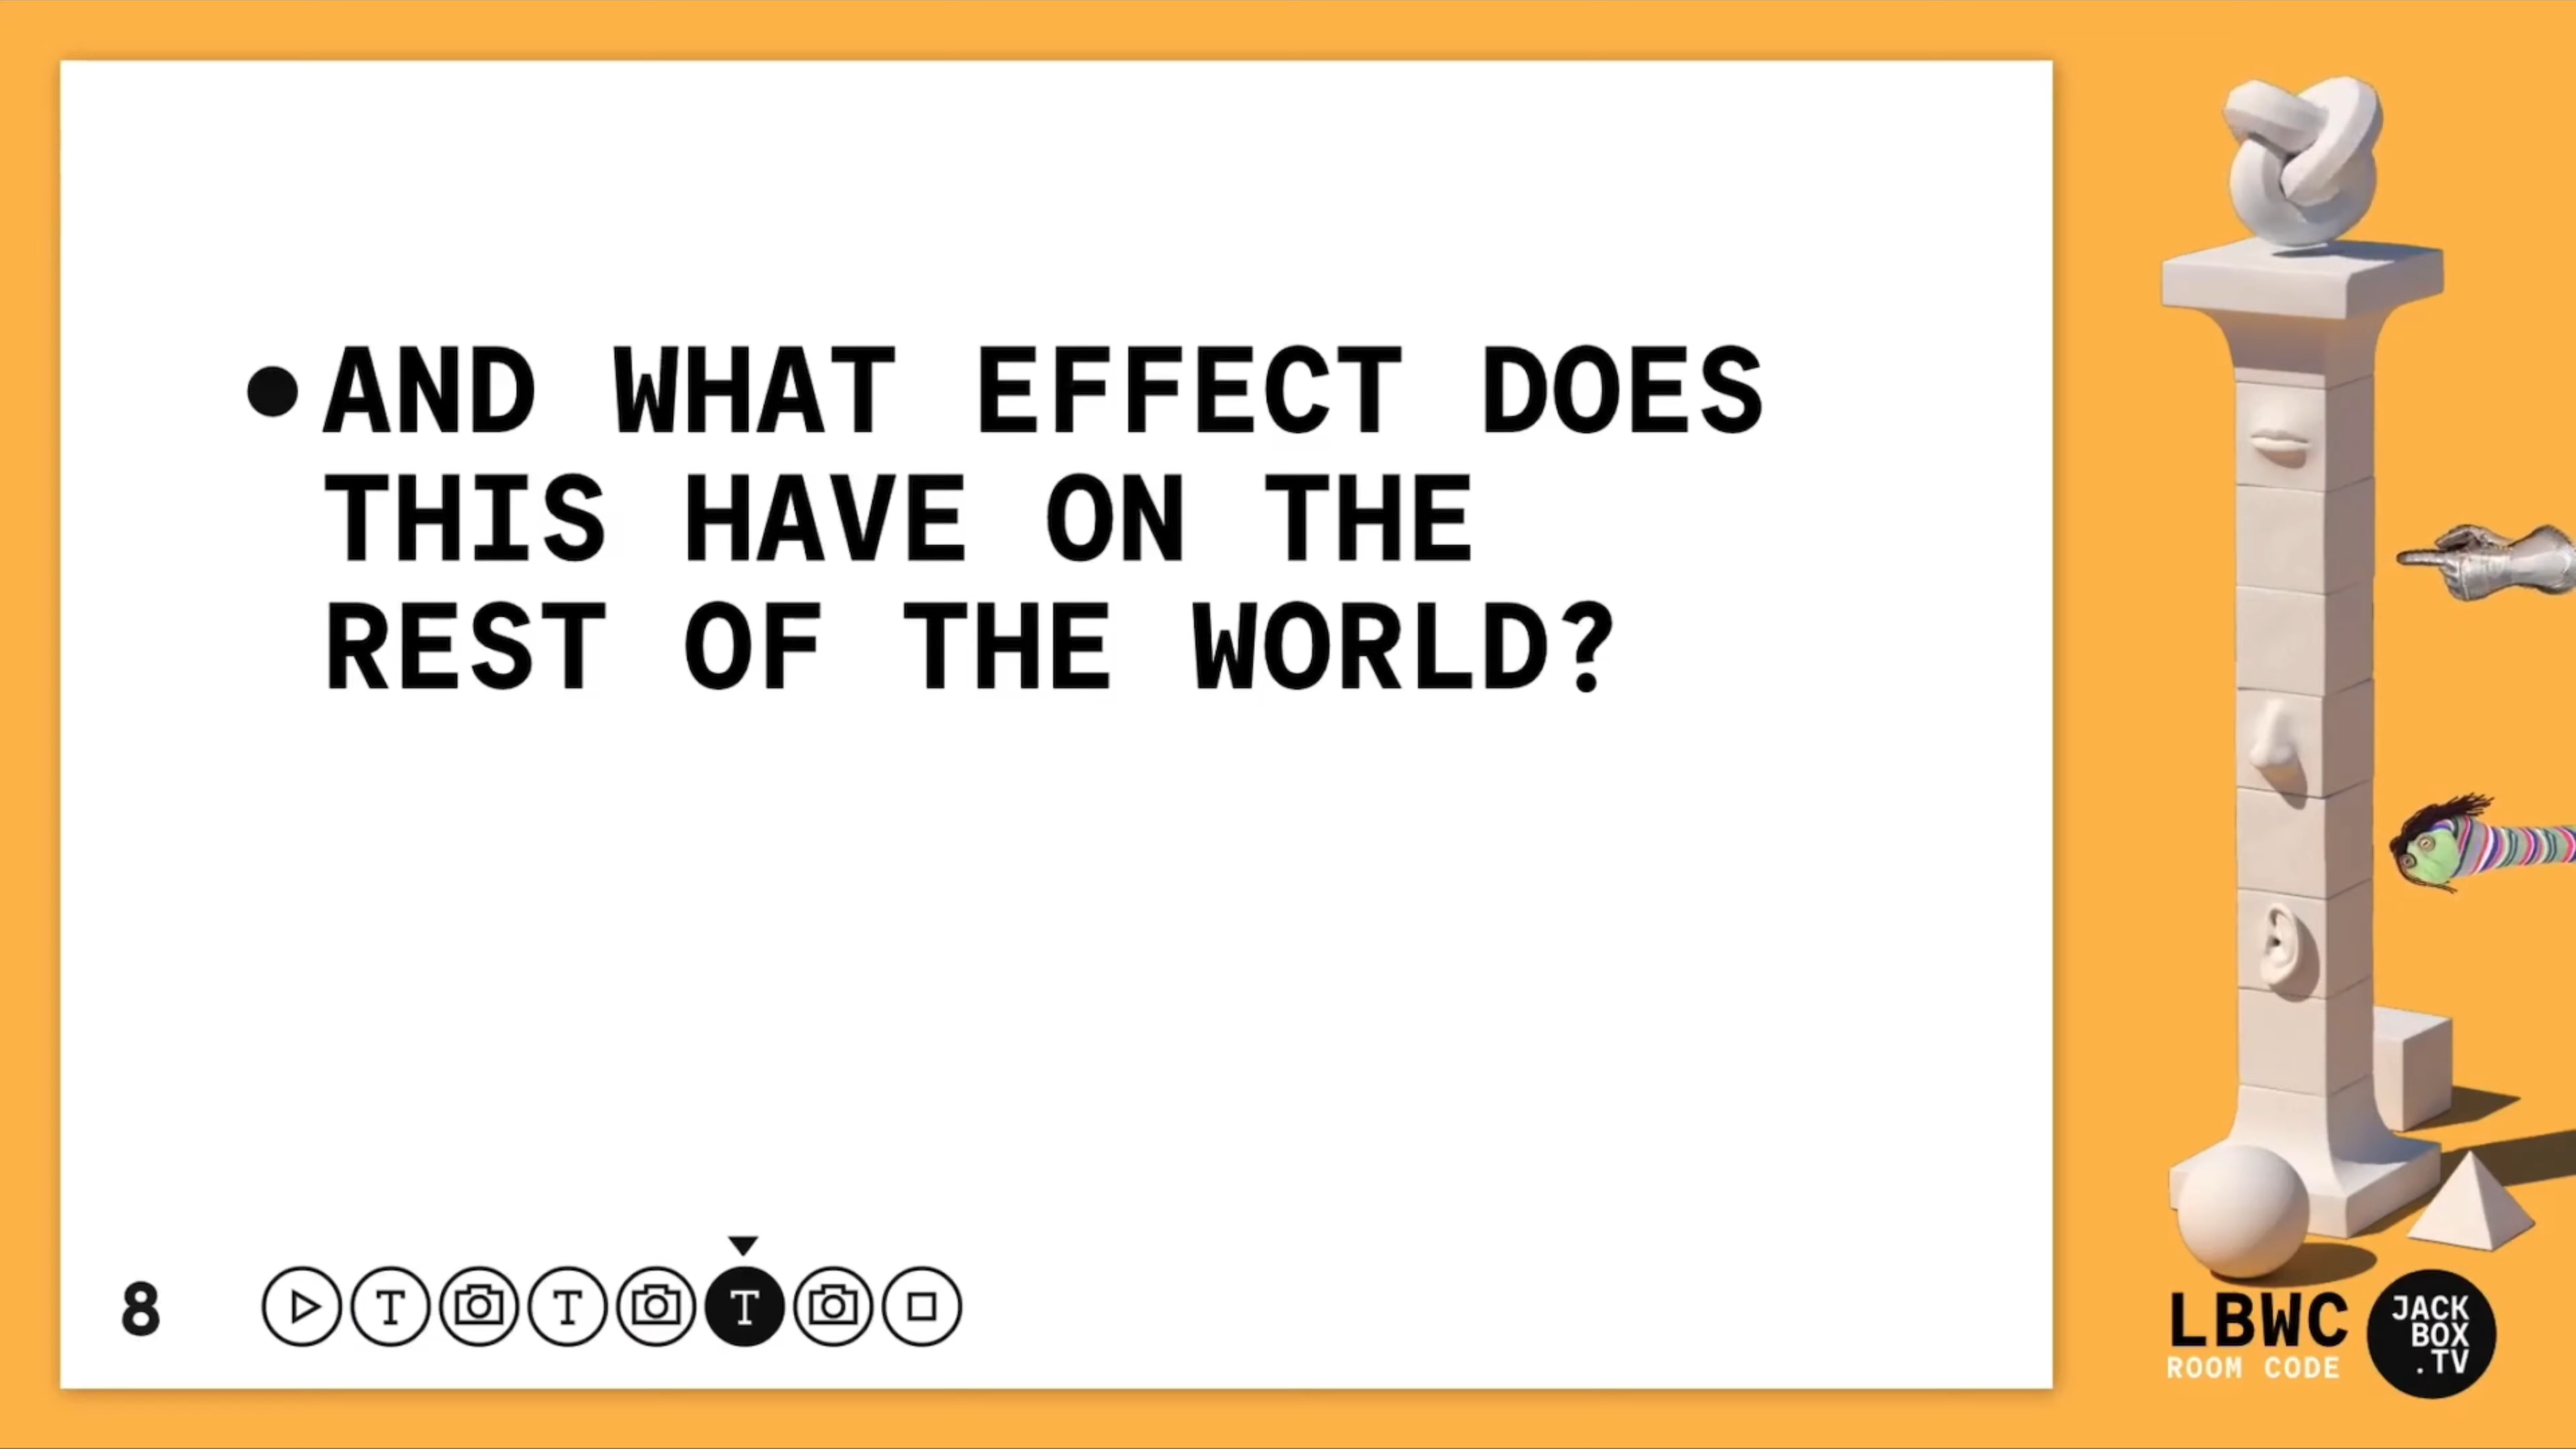 •AND WHAT EFFECT DOES
THIS HAVE ON THE
REST OF THE WORLD?
8
T
T
T
LBWC
ROOM CODE
JACK
BOX
.TV